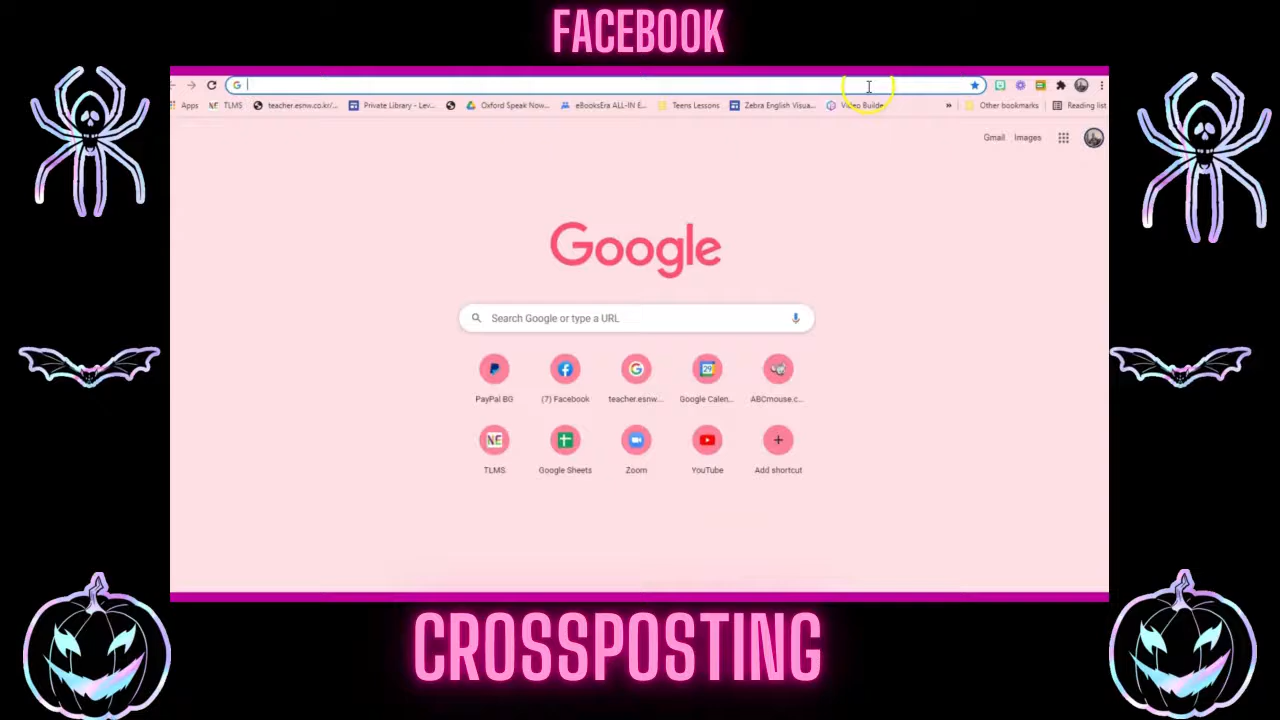 FACEBOOK
Apps TLMS teacher.esnw.co.kr/... Private Library - Lev... Oxford Speak Now... eBooksEra ALL-IN E... Teens Lessons Zebra English Visua... Video Builde » Other bookmarks Reading list
Gmail Images
Google
Search Google or type a URL
PayPal BG (7) Facebook teacher.esnw... Google Calen... ABCmouse.c...
TLMS Google Sheets Zoom YouTube Add shortcut
CROSSPOSTING